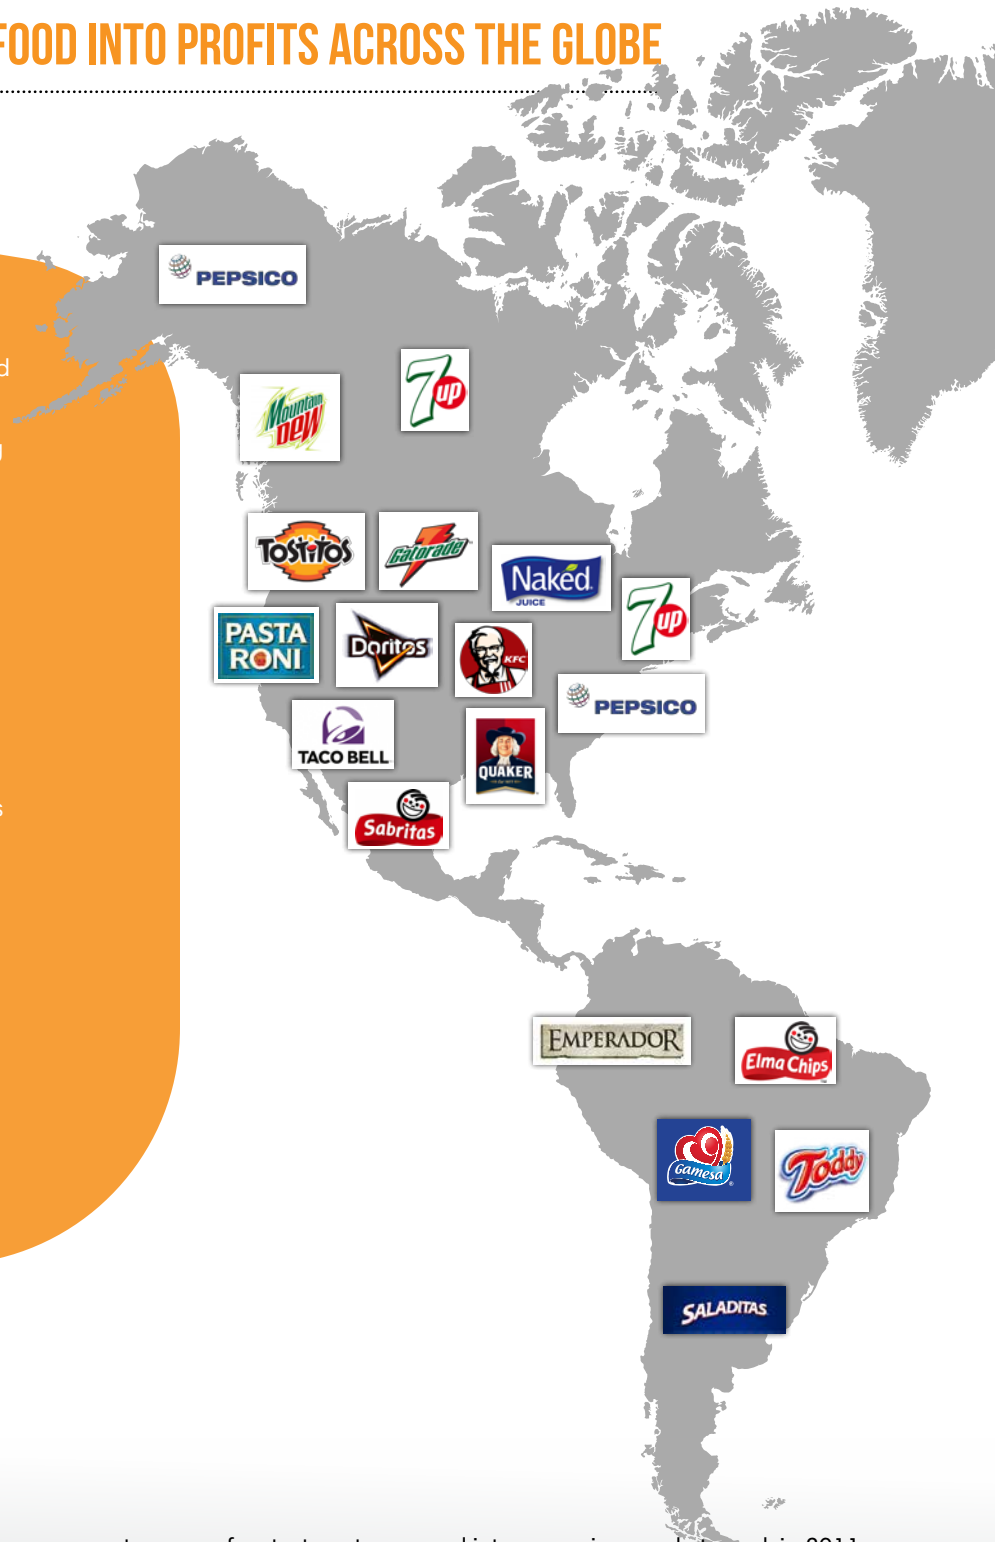 FOOD INTO PROFITS ACROSS THE GLOBE
PEPSICO
d
7up
Mountain
Dew
g
Tostitos
Gatorade
Naked
JUICE
7up
PASTA
RONI
Doritos
KFC
PEPSICO
TACO BELL
QUAKER
s
Sabritas
EMPERADOR
Elma Chips
Gamesa
Toddy
SALADITAS
2011